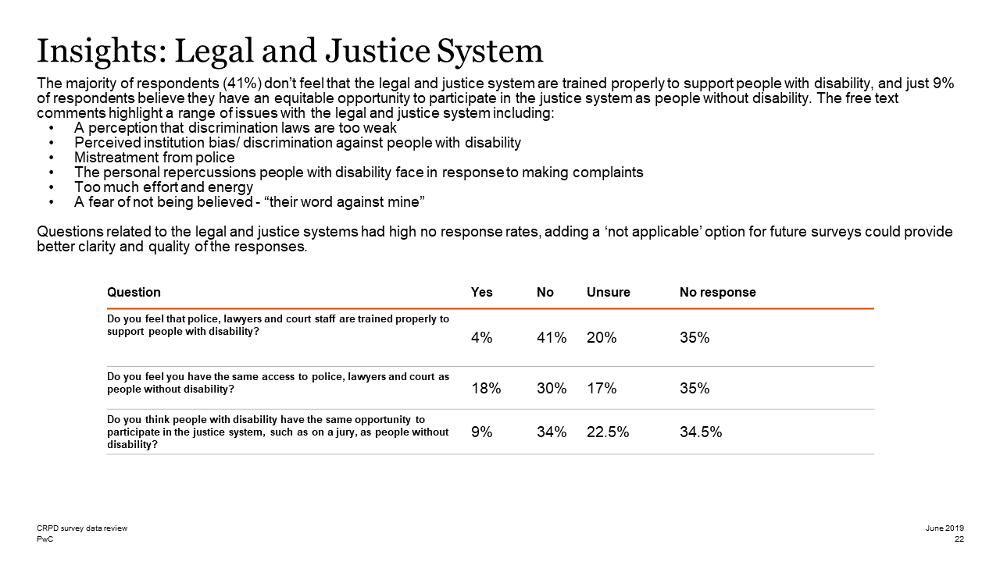 Insights: Legal and Justice System
The majority of respondents (41%) don’t feel that the legal and justice system are trained properly to support people with disability, and just 9%
of respondents believe they have an equitable opportunity to participate in the justice system as people without disability. The free text
comments highlight a range of issues with the legal and justice system including:
• A perception that discrimination laws are too weak
• Perceived institution bias/ discrimination against people with disability
• Mistreatment from police
• The personal repercussions people with disability face in response to making complaints
• Too much effort and energy
• A fear of not being believed - “their word against mine”
Questions related to the legal and justice systems had high no response rates, adding a ‘not applicable’ option for future surveys could provide
better clarity and quality of the responses.
Question Yes No Unsure No response
Do you feel that police, lawyers and court staff are trained properly to
support people with disability?
4% 41% 20% 35%
Do you feel you have the same access to police, lawyers and court as
people without disability?
18% 30% 17% 35%
Do you think people with disability have the same opportunity to
participate in the justice system, such as on a jury, as people without
disability?
9% 34% 22.5% 34.5%
CRPD survey data review
PwC
June 2019
22